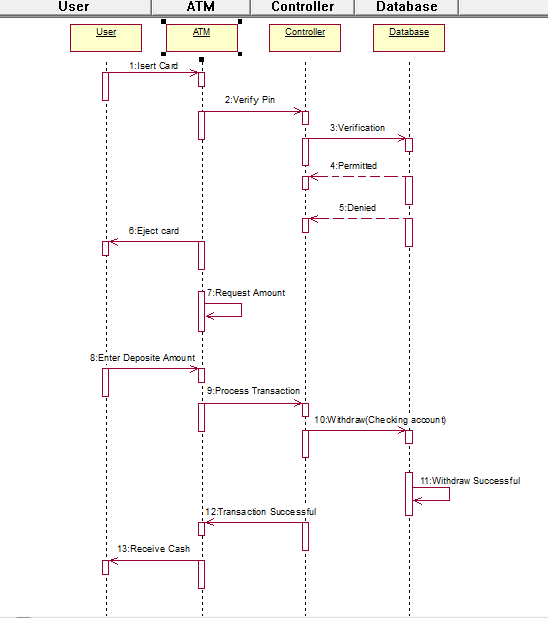 User ATM Controller Database
User ATM Controller Database
1:Isert Card
2:Verify Pin
3:Verification
4:Permitted
5:Denied
6:Eject card
7:Request Amount
8:Enter Deposite Amount
9:Process Transaction
10:Withdraw(Checking account)
11:Withdraw Successful
12:Transaction Successful
13:Receive Cash